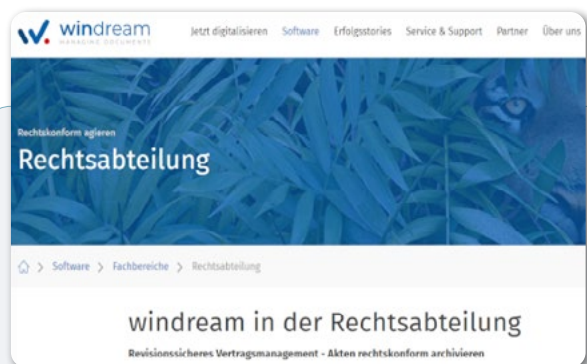 windream
MANAGING DOCUMENTS
Jetzt digitalisieren Software Erfolgsstories Service & Support Partner Über uns
Rechtskonform agieren
Rechtsabteilung
Software > Fachbereiche > Rechtsabteilung
windream in der Rechtsabteilung
Revisionssicheres Vertragsmanagement - Akten rechtskonform archivieren